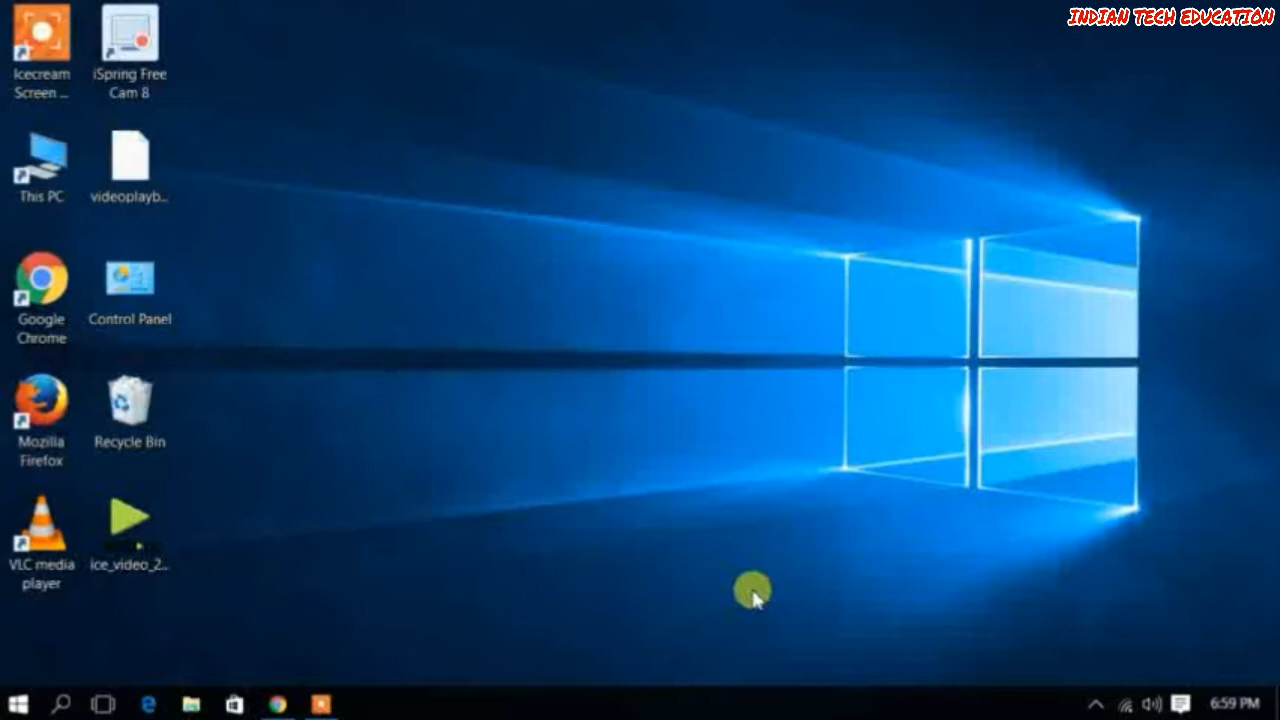 INDIAN TECH EDUCATION
Icecream
Screen ...
iSpring Free
Cam 8
This PC
videoplayb...
Google
Chrome
Control Panel
Mozilla
Firefox
Recycle Bin
VLC media
player
ice_video_2...
6:59 PM